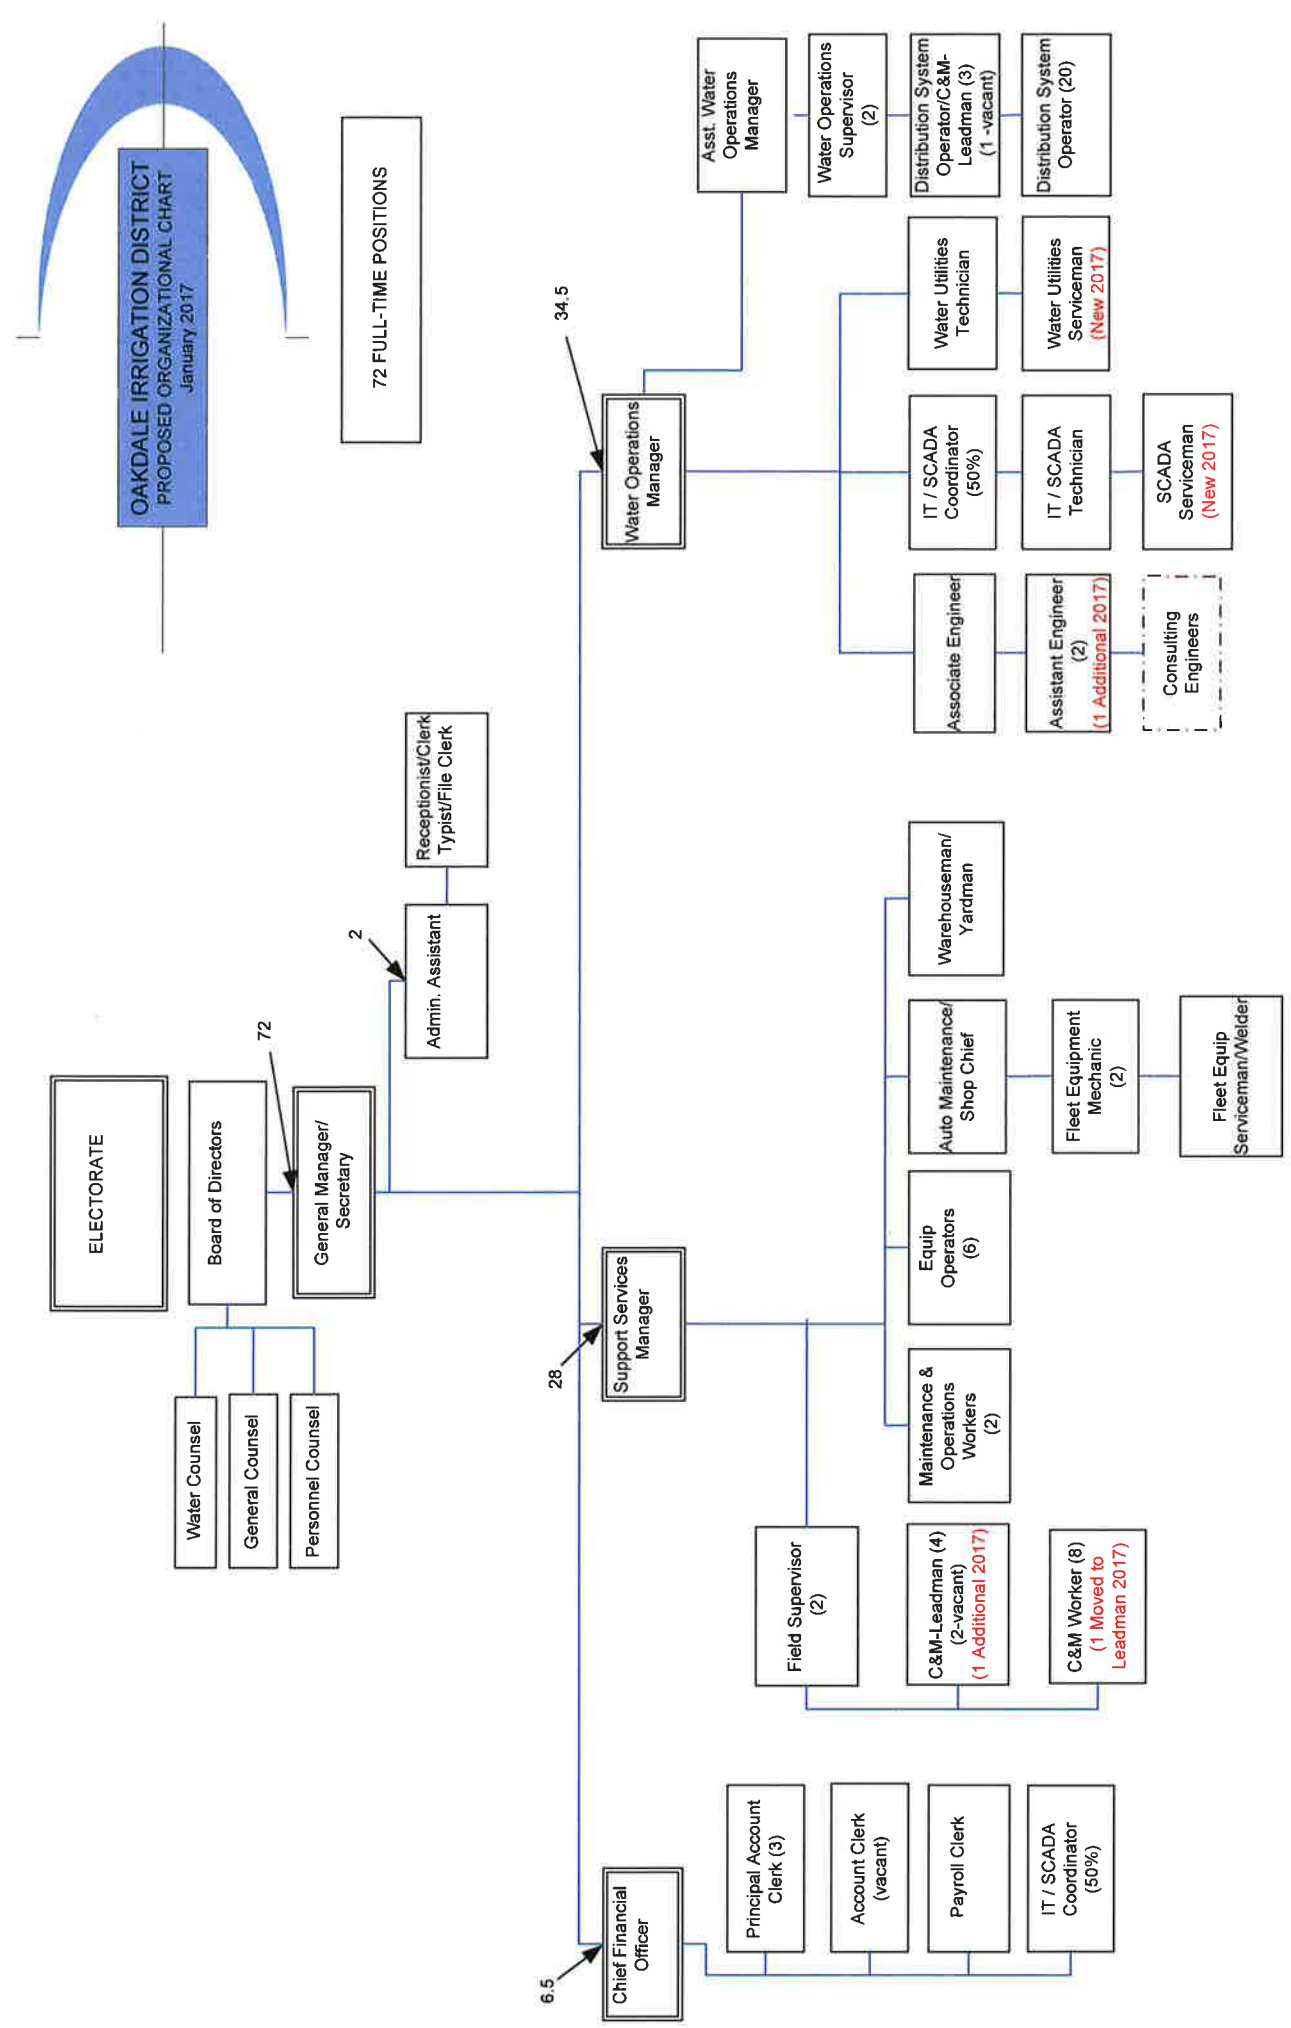 OAKDALE IRRIGATION DISTRICT
PROPOSED ORGANIZATIONAL CHART
January 2017
72 FULL-TIME POSITIONS
ELECTORATE
Board of Directors
Water Counsel
General Counsel
Personnel Counsel
72
General Manager/
Secretary
2
Admin. Assistant
Receptionist/Clerk
Typist/File Clerk
6.5
Chief Financial
Officer
Principal Account
Clerk (3)
Account Clerk
(vacant)
Payroll Clerk
IT / SCADA
Coordinator
(50%)
28
Support Services
Manager
Field Supervisor
(2)
C&M-Leadman (4)
(2-vacant)
(1 Additional 2017)
C&M Worker (8)
(1 Moved to
Leadman 2017)
Maintenance &
Operations
Workers
(2)
Equip
Operators
(6)
Auto Maintenance/
Shop Chief
Fleet Equipment
Mechanic
(2)
Fleet Equip
Serviceman/Welder
Warehouseman/
Yardman
34.5
Water Operations
Manager
Associate Engineer
Assistant Engineer
(2)
(1 Additional 2017)
Consulting
Engineers
IT / SCADA
Coordinator
(50%)
IT / SCADA
Technician
SCADA
Serviceman
(New 2017)
Water Utilities
Technician
Water Utilities
Serviceman
(New 2017)
Asst. Water
Operations
Manager
Water Operations
Supervisor
(2)
Distribution System
Operator/C&M-
Leadman (3)
(1 -vacant)
Distribution System
Operator (20)